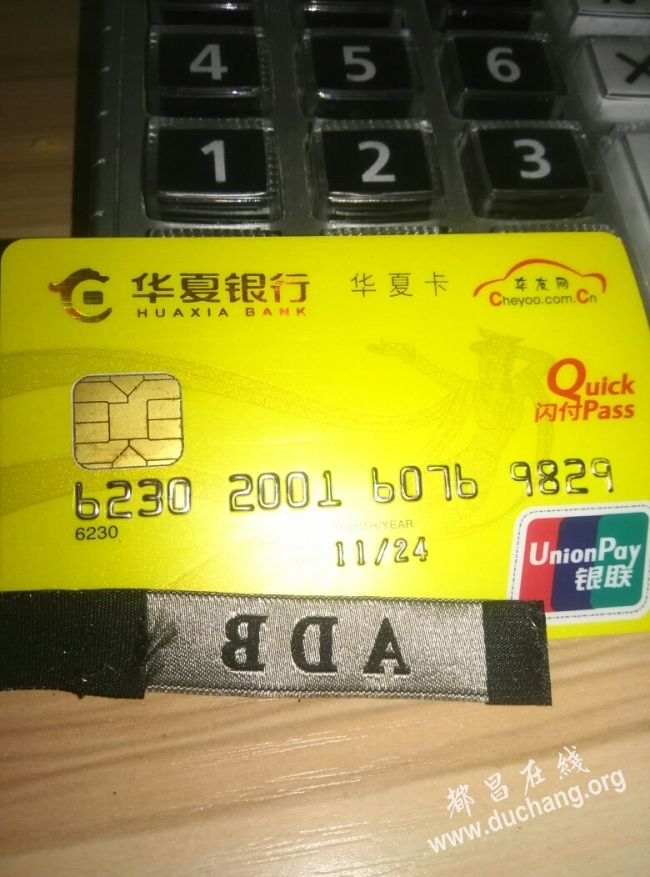 4 5 6 ×
1 2 3
华夏银行 华夏卡 车友网
HUAXIA BANK Cheyoo.com.Cn
Quick
闪付Pass
6230 2001 6076 9829
6230
MONTH/YEAR
11/24
UnionPay
银联
ADB
都昌在线
www.duchang.org